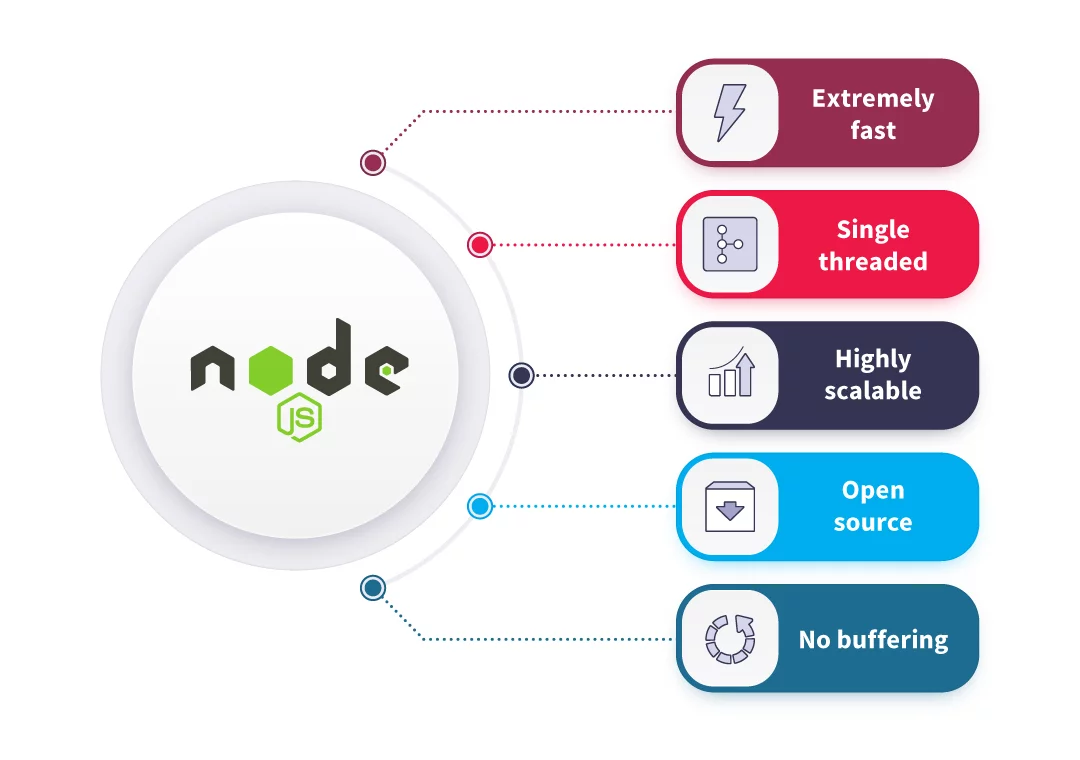 node
JS
Extremely
fast
Single
threaded
Highly
scalable
Open
source
No buffering